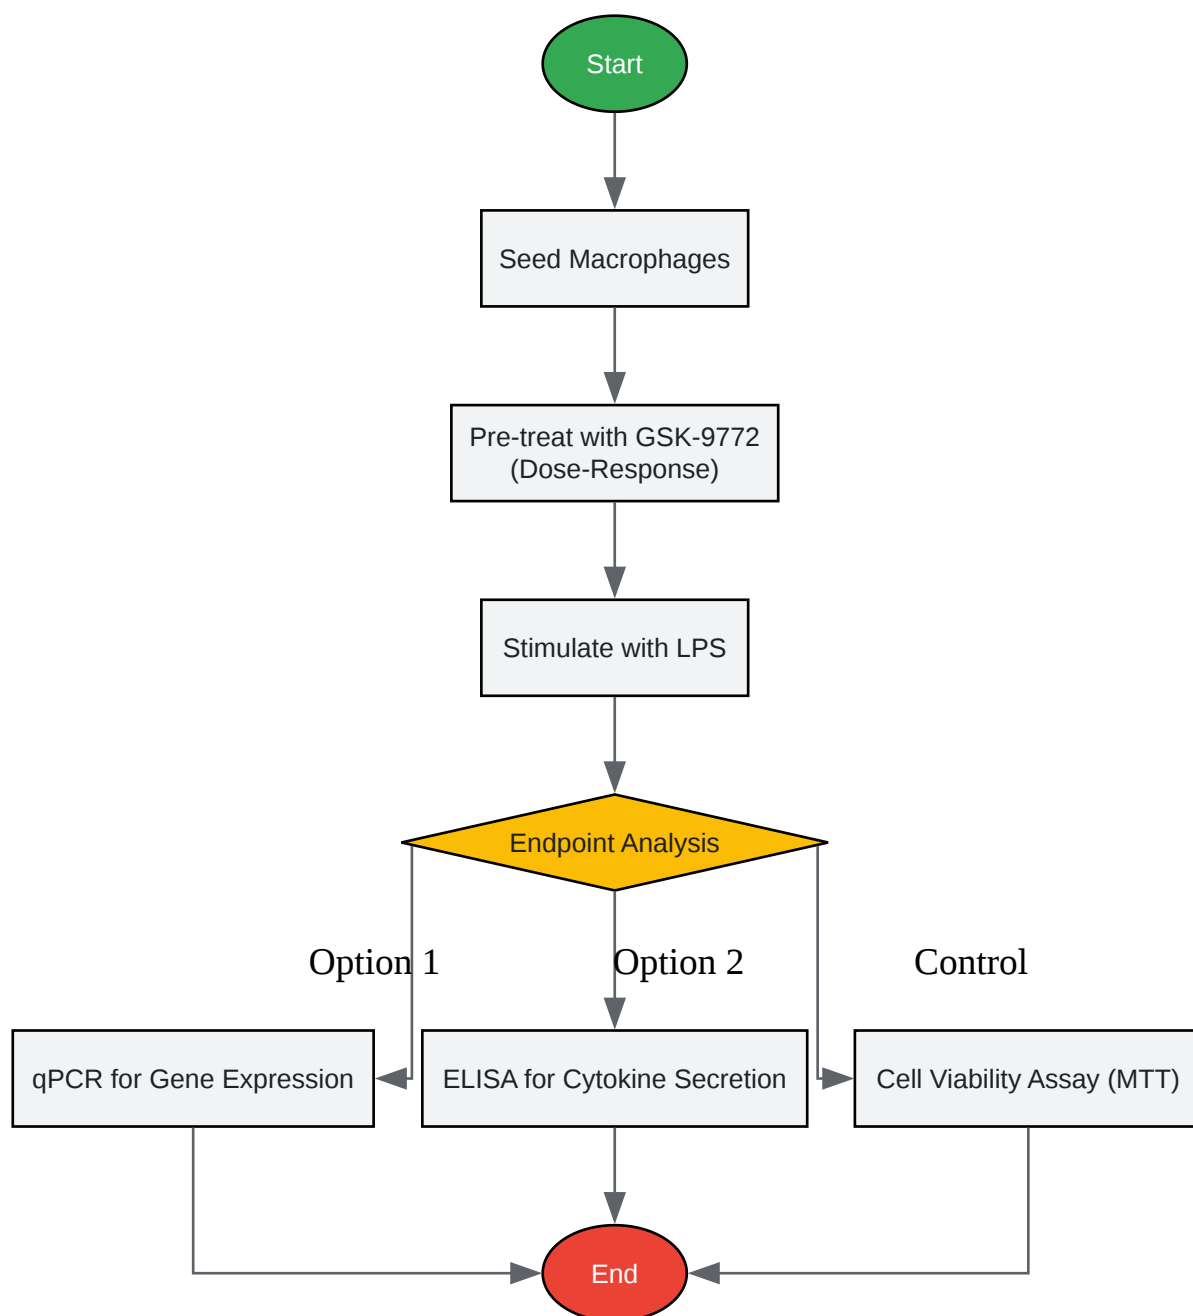 Start
Seed Macrophages
Pre-treat with GSK-9772
(Dose-Response)
Stimulate with LPS
Endpoint Analysis
Option 1
Option 2
Control
qPCR for Gene Expression
ELISA for Cytokine Secretion
Cell Viability Assay (MTT)
End